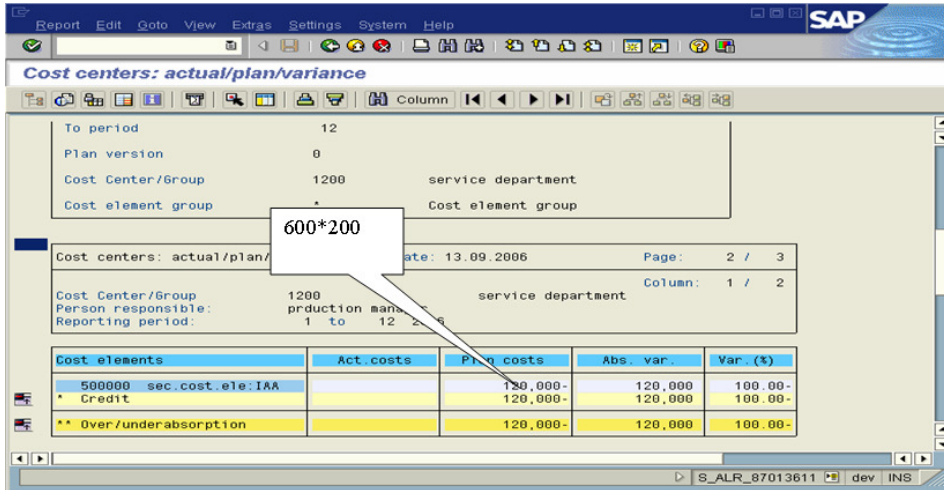 Report Edit Goto View Extras Settings System Help
SAP
Cost centers: actual/plan/variance
Column
To period 12
Plan version 0
Cost Center/Group 1200 service department
Cost element group * Cost element group
600*200
Cost centers: actual/plan/ ate: 13.09.2006 Page: 2 / 3
Column: 1 / 2
Cost Center/Group 1200 service department
Person responsible: prduction manager
Reporting period: 1 to 12 2006
Cost elements Act.costs Plan costs Abs. var. Var.(%)
500000 sec.cost.ele:IAA 120,000- 120,000 100.00-
* Credit 120,000- 120,000 100.00-
** Over/underabsorption 120,000- 120,000 100.00-
S_ALR_87013611 dev INS